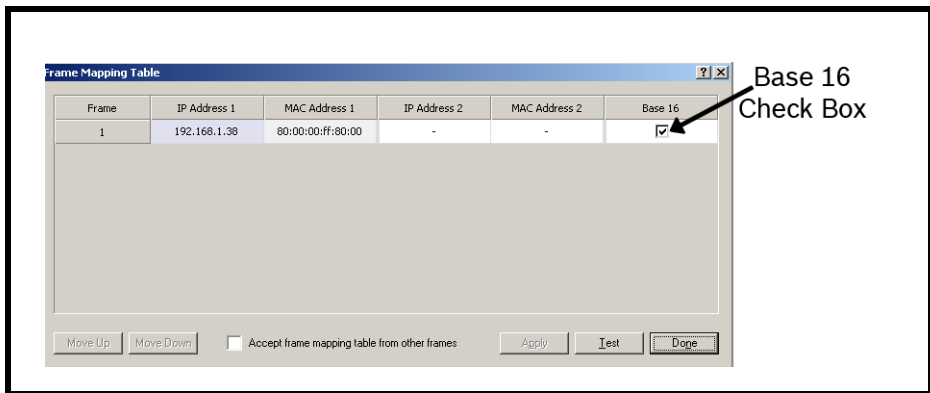 Frame Mapping Table
Base 16
Check Box
Frame IP Address 1 MAC Address 1 IP Address 2 MAC Address 2 Base 16
1 192.168.1.38 80:00:00:ff:80:00 - -
Move Up Move Down Accept frame mapping table from other frames Apply Test Done